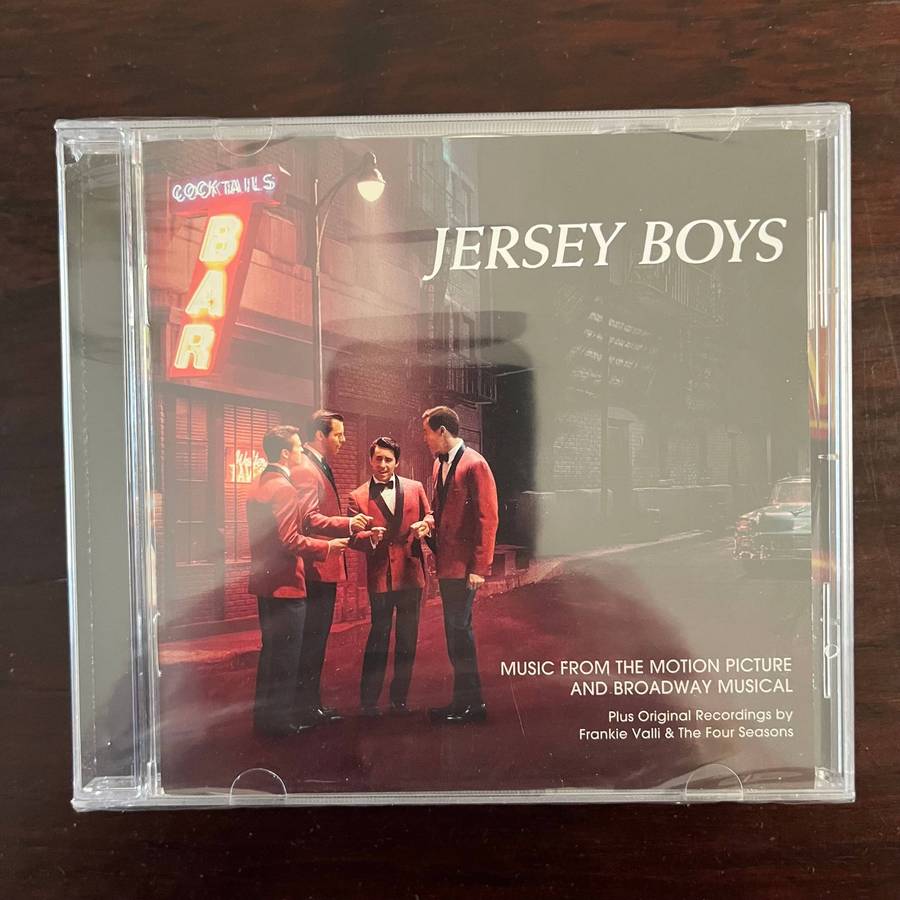 COCKTAILS
BAR
JERSEY BOYS
MUSIC FROM THE MOTION PICTURE
AND BROADWAY MUSICAL
Plus Original Recordings by
Frankie Valli & The Four Seasons